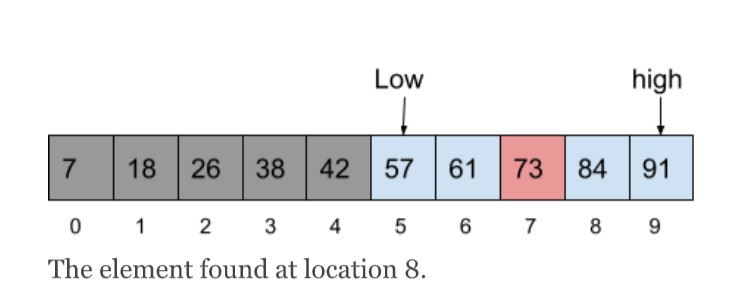 Low high
7 18 26 38 42 57 61 73 84 91
0 1 2 3 4 5 6 7 8 9
The element found at location 8.